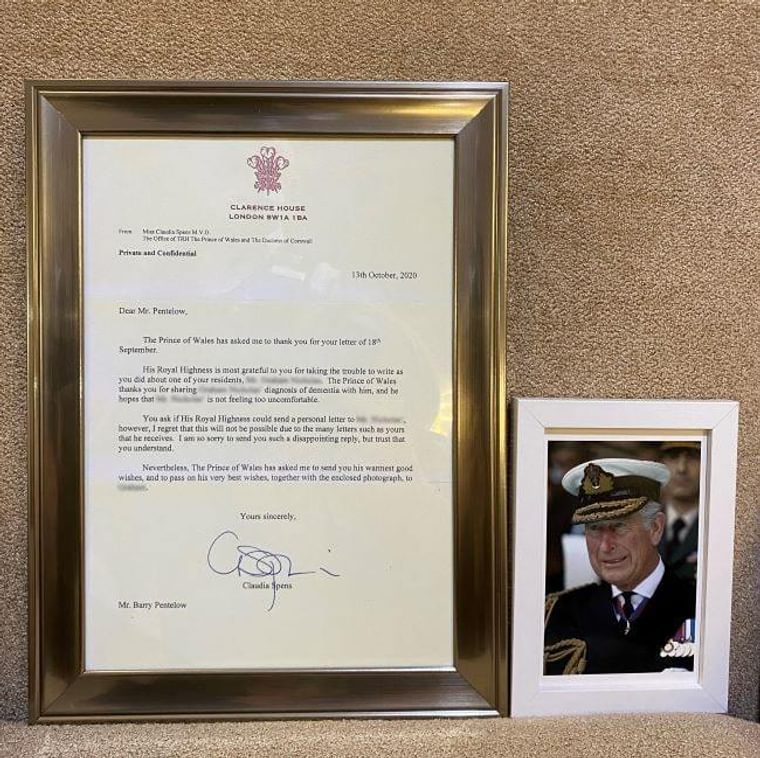 CLARENCE HOUSE
LONDON SW1A 1BA
From: Miss Claudia Spens M.V.O.
The Office of TRH The Prince of Wales and The Duchess of Cornwall
Private and Confidential
13th October, 2020
Dear Mr. Pentelow,
The Prince of Wales has asked me to thank you for your letter of 18th
September.
His Royal Highness is most grateful to you for taking the trouble to write as
you did about one of your residents, The Prince of Wales
thanks you for sharing diagnosis of dementia with him, and he
hopes that is not feeling too uncomfortable.
You ask if His Royal Highness could send a personal letter to
however, I regret that this will not be possible due to the many letters such as yours
that he receives. I am so sorry to send you such a disappointing reply, but trust that
you understand.
Nevertheless, The Prince of Wales has asked me to send you his warmest good
wishes, and to pass on his very best wishes, together with the enclosed photograph, to
Yours sincerely,
Claudia Spens
Mr. Barry Pentelow